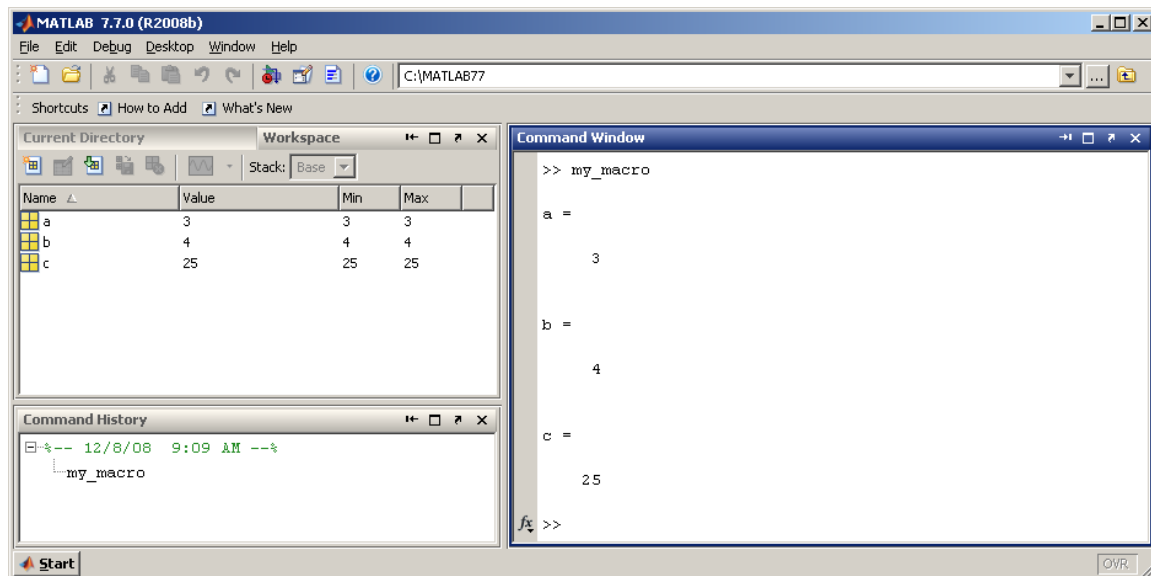 MATLAB 7.7.0 (R2008b)
File Edit Debug Desktop Window Help
C:\MATLAB77
...
Shortcuts How to Add What's New
Current Directory Workspace
Stack: Base
Name Value Min Max
a 3 3 3
b 4 4 4
c 25 25 25
Command History
%-- 12/8/08 9:09 AM --%
my_macro
Command Window
>> my_macro
a =
3
b =
4
c =
25
fx >>
Start
OVR